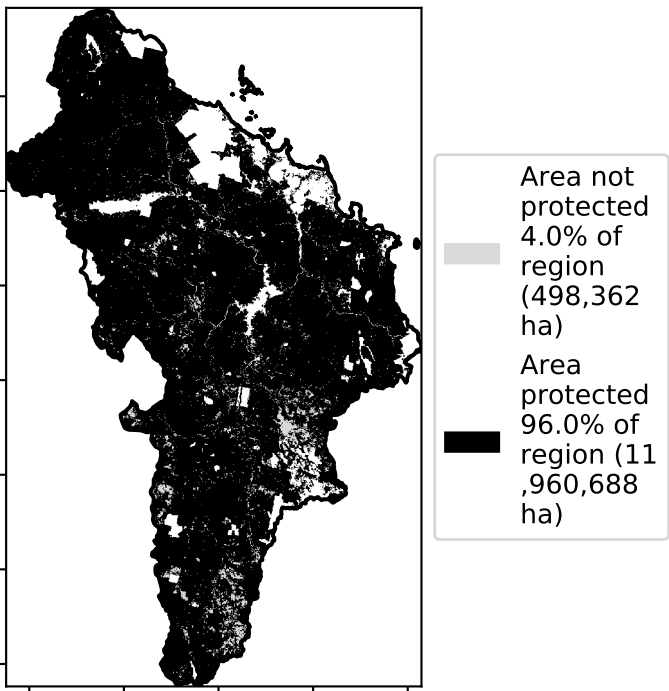 Area not
protected
4.0% of
region
(498,362
ha)
Area
protected
96.0% of
region (11
,960,688
ha)